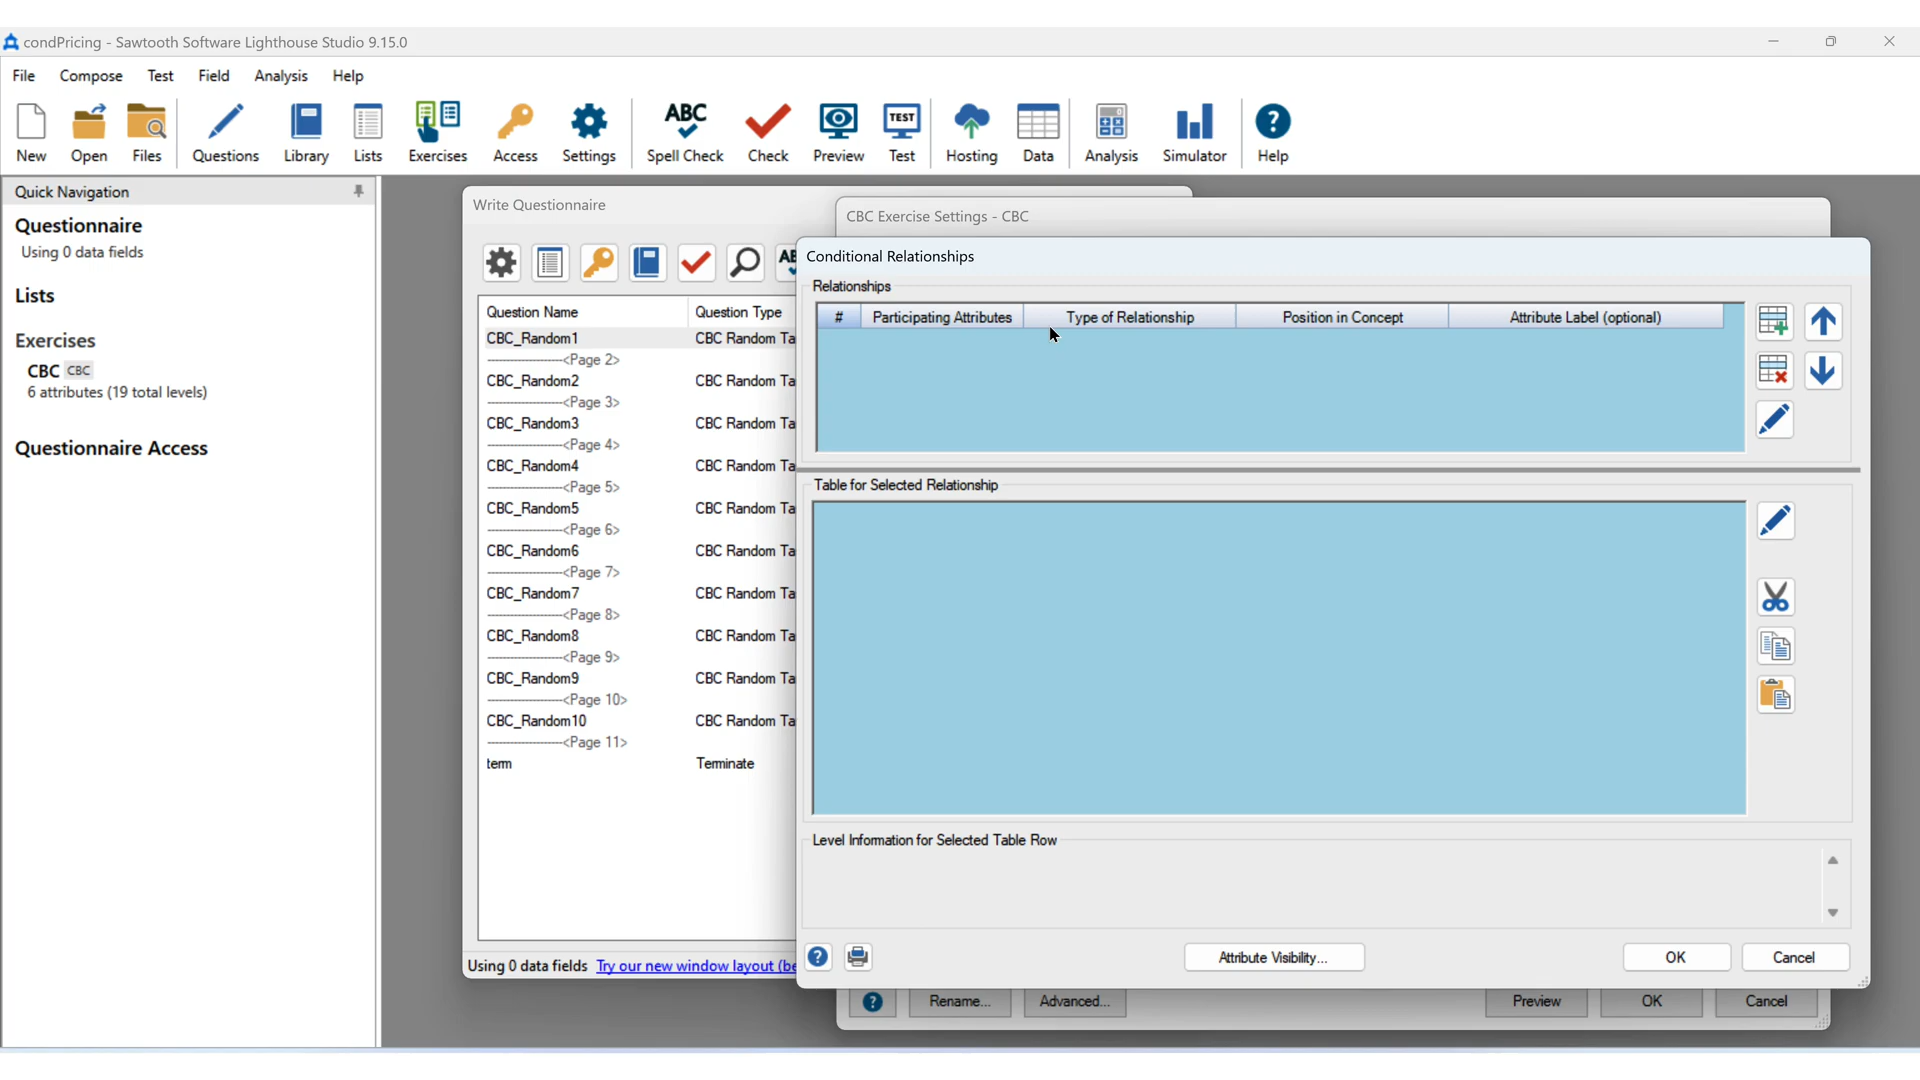 condPricing - Sawtooth Software Lighthouse Studio 9.15.0
File Compose Test Field Analysis Help
ABC TEST ?
New Open Files Questions Library Lists Exercises Access Settings Spell Check Check Preview Test Hosting Data Analysis Simulator Help
Quick Navigation
Questionnaire
Using 0 data fields
Lists
Exercises
CBC CBC
6 attributes (19 total levels)
Questionnaire Access
Write Questionnaire
Question Name Question Type
CBC_Random1 CBC Random Ta
<Page 2>
CBC_Random2 CBC Random Ta
<Page 3>
CBC_Random3 CBC Random Ta
<Page 4>
CBC_Random4 CBC Random Ta
<Page 5>
CBC_Random5 CBC Random Ta
<Page 6>
CBC_Random6 CBC Random Ta
<Page 7>
CBC_Random7 CBC Random Ta
<Page 8>
CBC_Random8 CBC Random Ta
<Page 9>
CBC_Random9 CBC Random Ta
<Page 10>
CBC_Random10 CBC Random Ta
<Page 11>
term Terminate
Using 0 data fields Try our new window layout (be
CBC Exercise Settings - CBC
Conditional Relationships
Relationships
# Participating Attributes Type of Relationship Position in Concept Attribute Label (optional)
Table for Selected Relationship
Level Information for Selected Table Row
? Attribute Visibility... OK Cancel
? Rename... Advanced... Preview OK Cancel